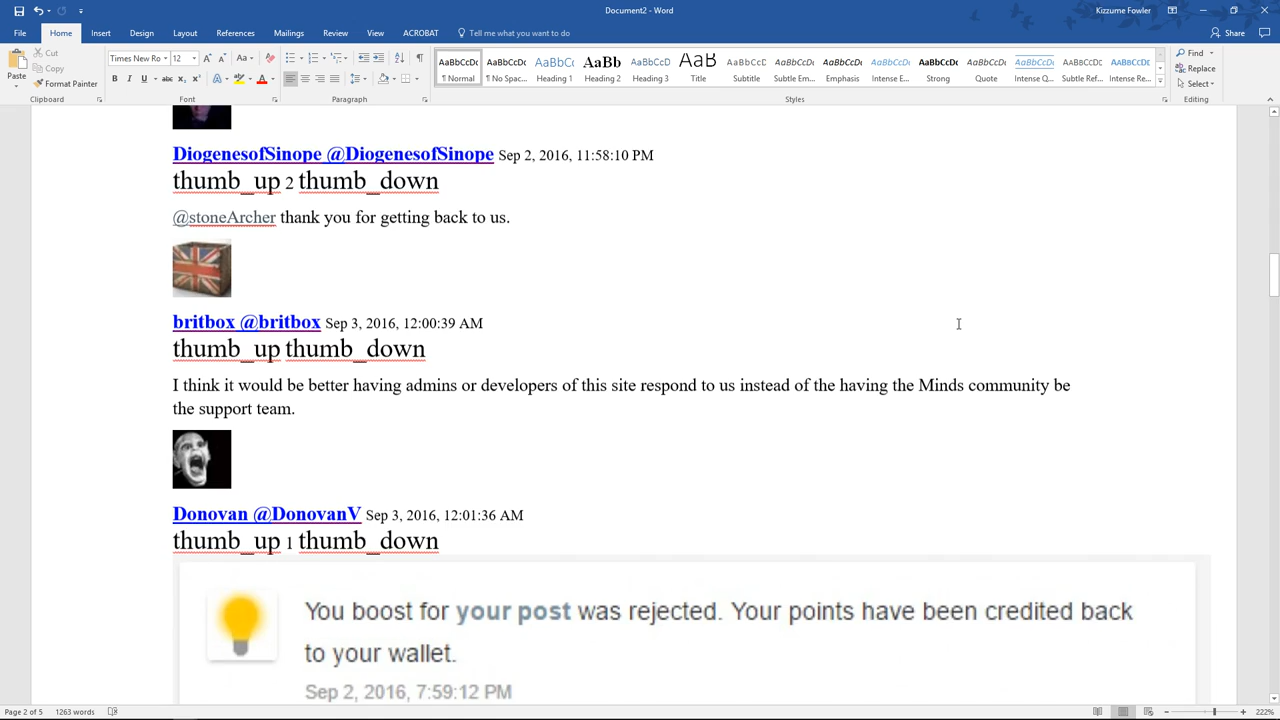 Document2 - Word
Kizzume Fowler
File Home Insert Design Layout References Mailings Review View ACROBAT Tell me what you want to do Share
Cut
Copy
Paste
Format Painter
Clipboard
Times New Ro 12 Aa
B I U abc x₂ x² A
Font
Paragraph
AaBbCcDc AaBbCcDc AaBbCc AaBb AaBbCcD AaB AaBbCcD AaBbCcDc AaBbCcDc AaBbCcDc AaBbCcDc AaBbCcDc AaBbCcDc AABBCCDC AABBCCDC
¶ Normal ¶ No Spac... Heading 1 Heading 2 Heading 3 Title Subtitle Subtle Em... Emphasis Intense E... Strong Quote Intense Q... Subtle Ref... Intense Re...
Styles
Find
Replace
Select
Editing
DiogenesofSinope @DiogenesofSinope Sep 2, 2016, 11:58:10 PM
thumb_up 2 thumb_down
@stoneArcher thank you for getting back to us.
britbox @britbox Sep 3, 2016, 12:00:39 AM
thumb_up thumb_down
I think it would be better having admins or developers of this site respond to us instead of the having the Minds community be
the support team.
Donovan @DonovanV Sep 3, 2016, 12:01:36 AM
thumb_up 1 thumb_down
You boost for your post was rejected. Your points have been credited back
to your wallet.
Sep 2, 2016, 7:59:12 PM
Page 2 of 5 1263 words
222%